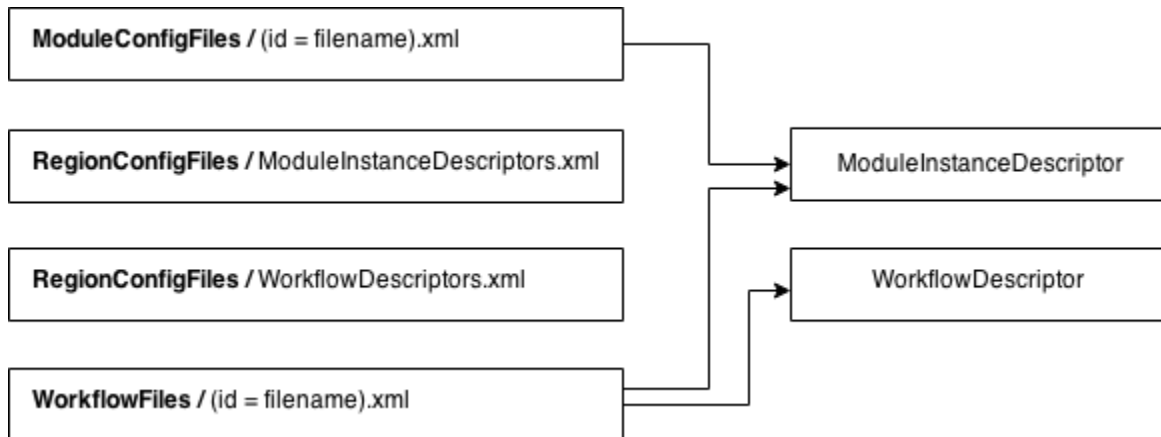 ModuleConfigFiles / (id = filename).xml
RegionConfigFiles / ModuleInstanceDescriptors.xml
ModuleInstanceDescriptor
RegionConfigFiles / WorkflowDescriptors.xml
WorkflowDescriptor
WorkflowFiles / (id = filename).xml